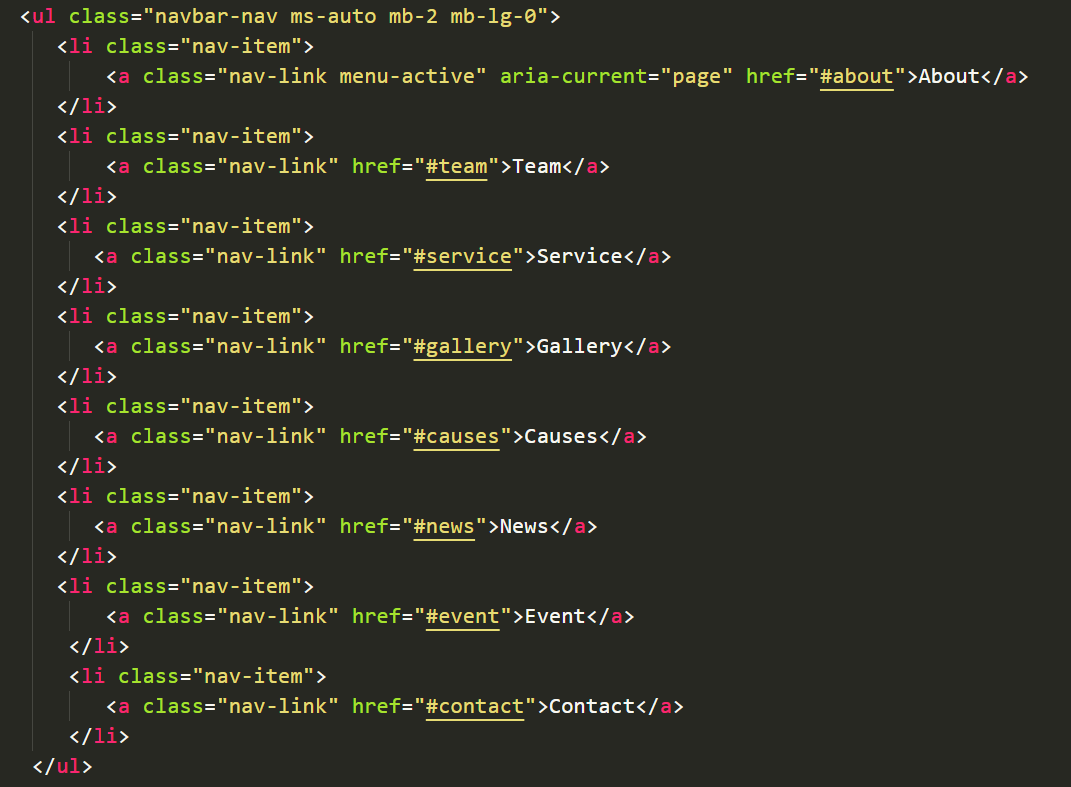 <ul class="navbar-nav ms-auto mb-2 mb-lg-0">
<li class="nav-item">
<a class="nav-link menu-active" aria-current="page" href="#about">About</a>
</li>
<li class="nav-item">
<a class="nav-link" href="#team">Team</a>
</li>
<li class="nav-item">
<a class="nav-link" href="#service">Service</a>
</li>
<li class="nav-item">
<a class="nav-link" href="#gallery">Gallery</a>
</li>
<li class="nav-item">
<a class="nav-link" href="#causes">Causes</a>
</li>
<li class="nav-item">
<a class="nav-link" href="#news">News</a>
</li>
<li class="nav-item">
<a class="nav-link" href="#event">Event</a>
</li>
<li class="nav-item">
<a class="nav-link" href="#contact">Contact</a>
</li>
</ul>